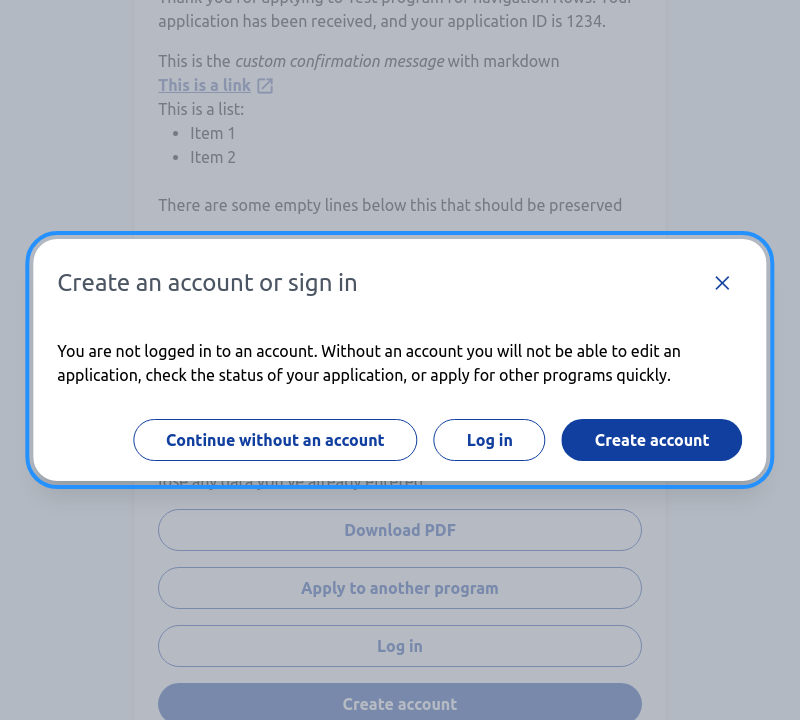 Thank you for applying to Test program for navigation flows. Your
application has been received, and your application ID is 1234.
This is the custom confirmation message with markdown
This is a link
This is a list:
• Item 1
• Item 2
There are some empty lines below this that should be preserved
Create an account or sign in
You are not logged in to an account. Without an account you will not be able to edit an
application, check the status of your application, or apply for other programs quickly.
Continue without an account
Log in
Create account
lose any data you've already entered
Download PDF
Apply to another program
Log in
Create account